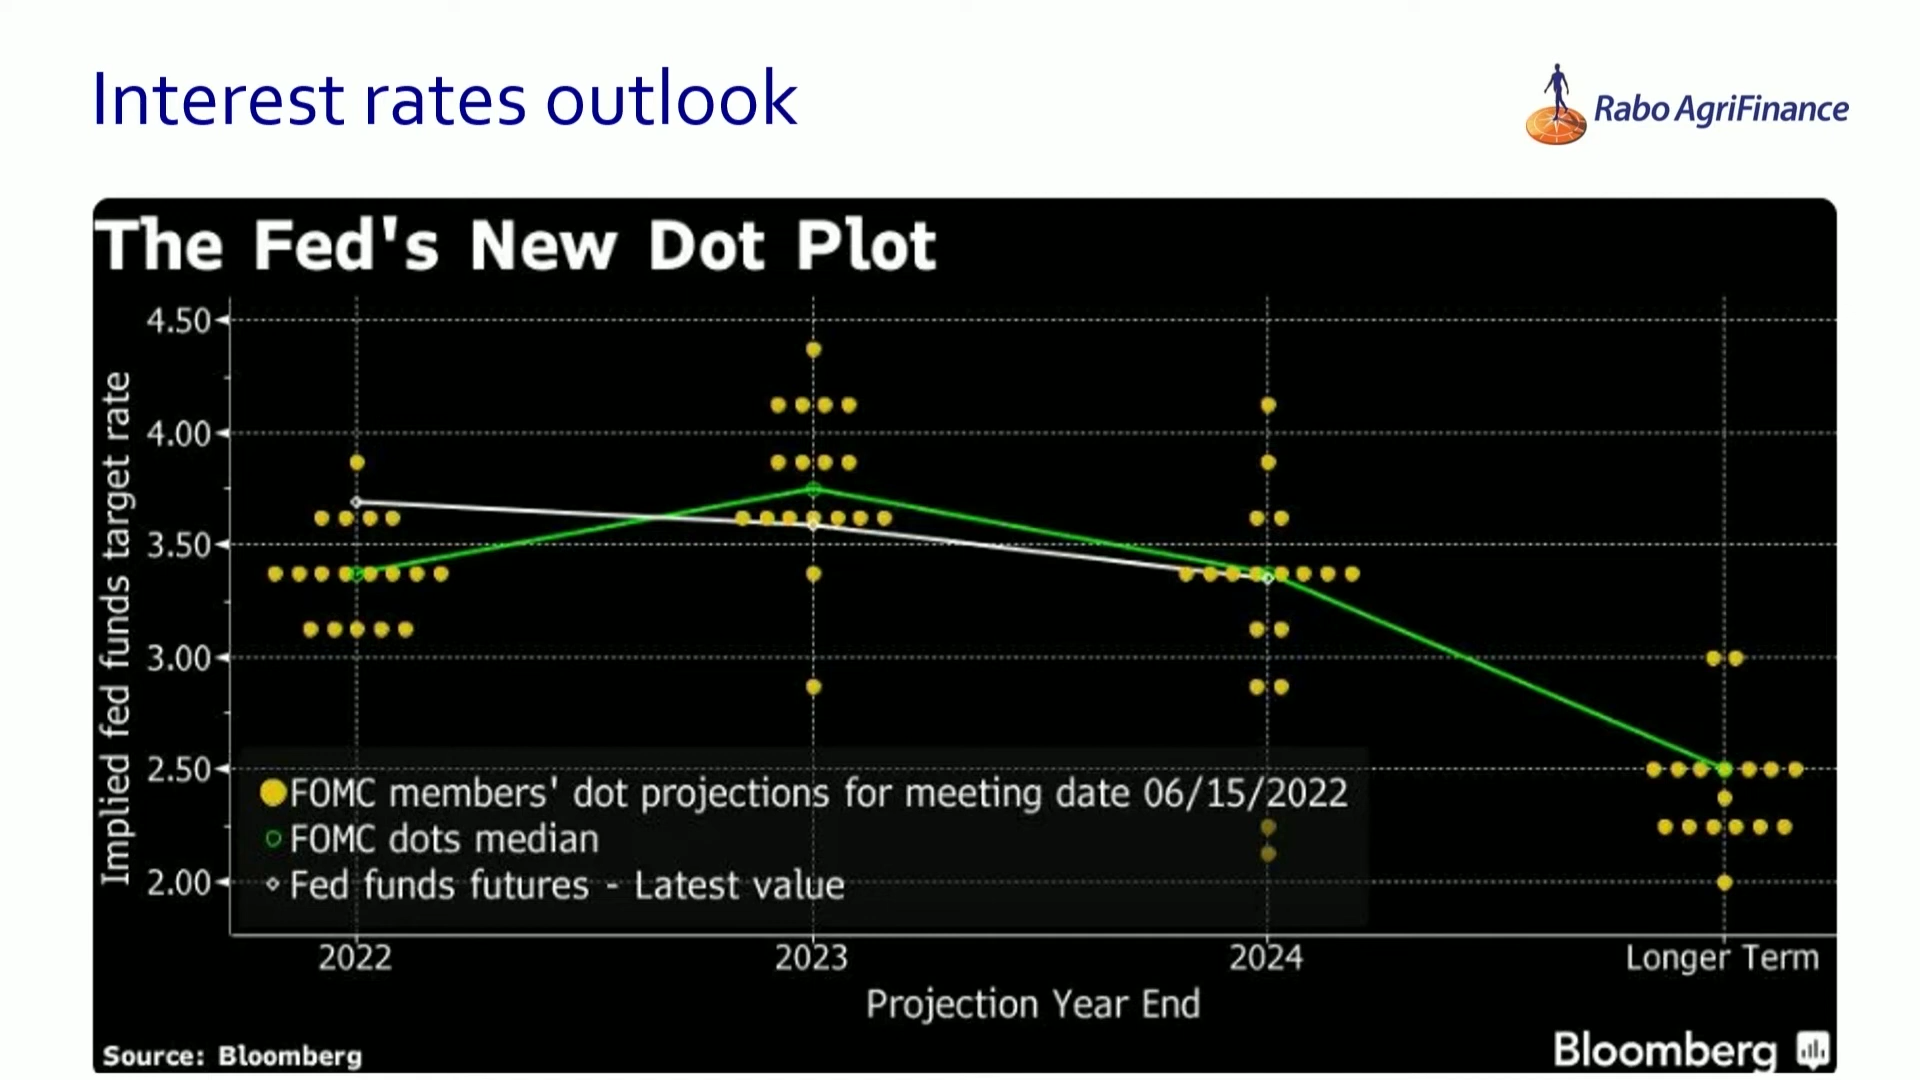 Interest rates outlook
Rabo AgriFinance
The Fed's New Dot Plot
Implied fed funds target rate
4.50
4.00
3.50
3.00
2.50
2.00
FOMC members' dot projections for meeting date 06/15/2022
FOMC dots median
Fed funds futures - Latest value
2022 2023 2024 Longer Term
Projection Year End
Source: Bloomberg
Bloomberg